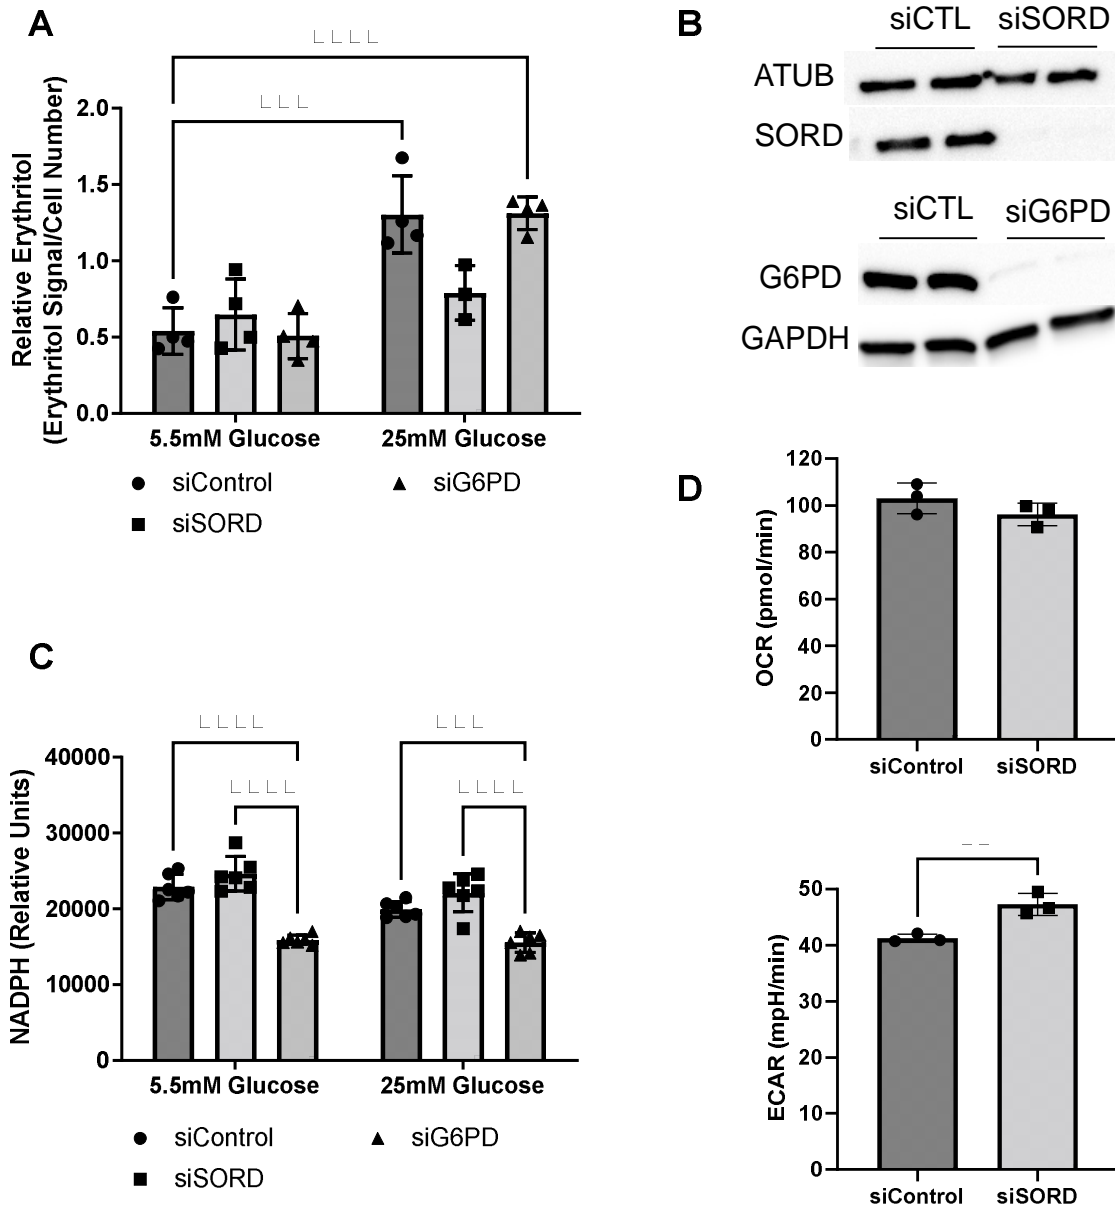 A
Relative Erythritol
(Erythritol Signal/Cell Number)
2.0
1.5
1.0
0.5
0.0
5.5mM Glucose 25mM Glucose
siControl siG6PD
siSORD
B
siCTL siSORD
ATUB
SORD
siCTL siG6PD
G6PD
GAPDH
C
NADPH (Relative Units)
40000
30000
20000
10000
0
5.5mM Glucose 25mM Glucose
siControl siG6PD
siSORD
D
OCR (pmol/min)
120
100
80
60
40
20
0
siControl siSORD
ECAR (mpH/min)
50
40
30
20
10
0
siControl siSORD